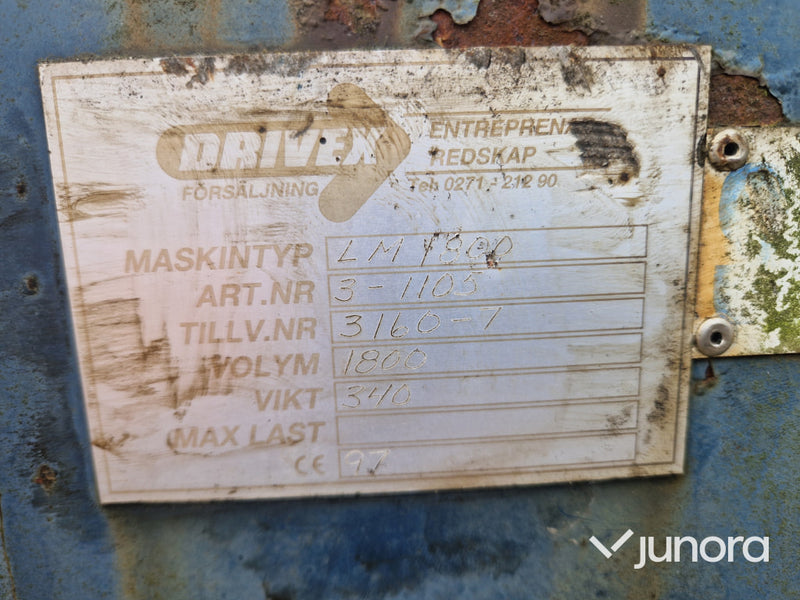 DRIVEX
FÖRSÄLJNING
REDSKAP
Tel. 0271 - 212 90
MASKINTYP LM 1800
ART.NR 3-1105
TILLV.NR 3160-7
VOLYM 1800
VIKT 340
MAX LAST
CE 97
junora